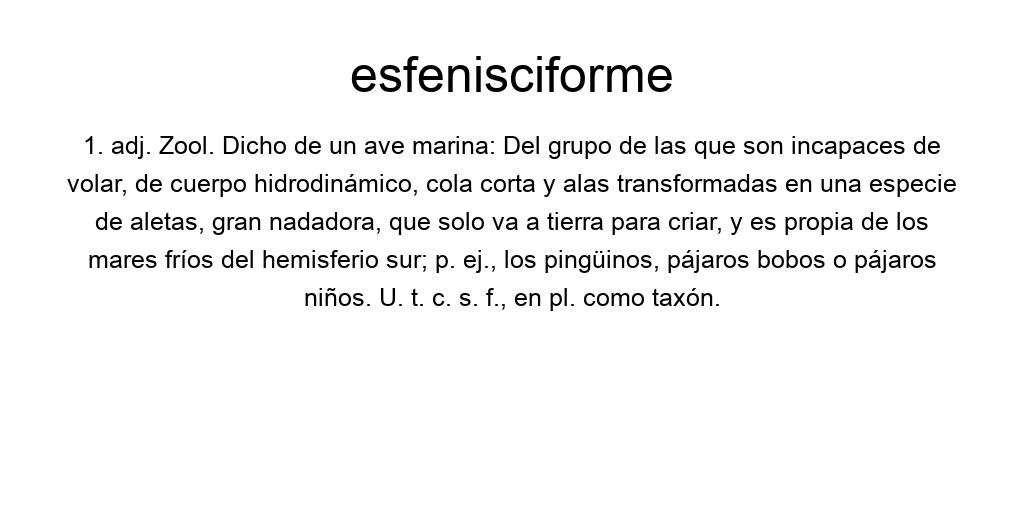 esfenisciforme
1. adj. Zool. Dicho de un ave marina: Del grupo de las que son incapaces de
volar, de cuerpo hidrodinámico, cola corta y alas transformadas en una especie
de aletas, gran nadadora, que solo va a tierra para criar, y es propia de los
mares fríos del hemisferio sur; p. ej., los pingüinos, pájaros bobos o pájaros
niños. U. t. c. s. f., en pl. como taxón.